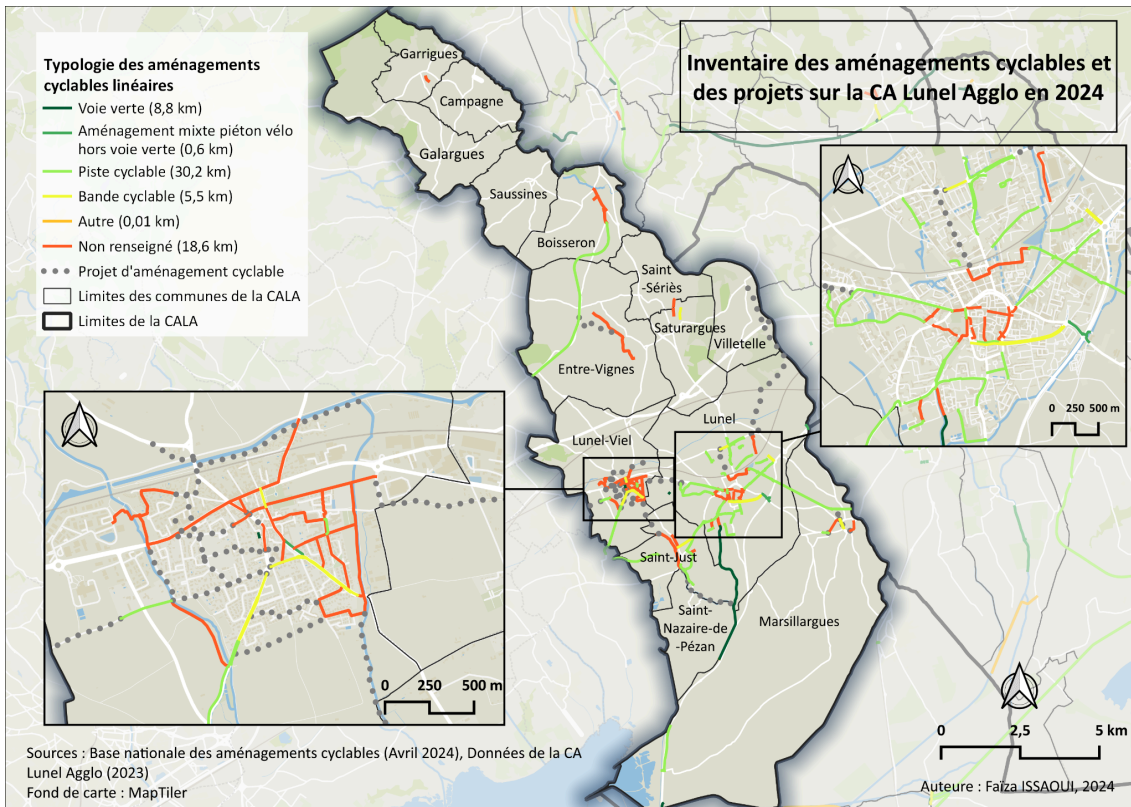 Inventaire des aménagements cyclables et
des projets sur la CA Lunel Agglo en 2024
Typologie des aménagements
cyclables linéaires
Voie verte (8,8 km)
Aménagement mixte piéton vélo
hors voie verte (0,6 km)
Piste cyclable (30,2 km)
Bande cyclable (5,5 km)
Autre (0,01 km)
Non renseigné (18,6 km)
Projet d'aménagement cyclable
Limites des communes de la CALA
Limites de la CALA
Garrigues
Campagne
Galargues
Saussines
Boisseron
Saint
-Sériès
Saturargues
Villetelle
Entre-Vignes
Lunel
Lunel-Viel
Saint-Just
Saint-
Nazaire-de
-Pézan
Marsillargues
0 250 500 m
0 250 500 m
0 2,5 5 km
Sources : Base nationale des aménagements cyclables (Avril 2024), Données de la CA
Lunel Agglo (2023)
Fond de carte : MapTiler
Auteure : Faïza ISSAOUI, 2024